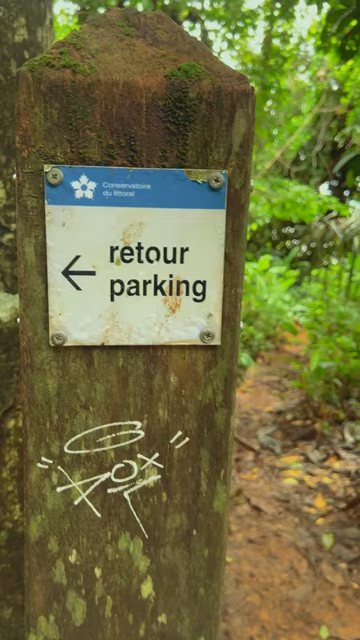 Conservatoire
du littoral
← retour
parking